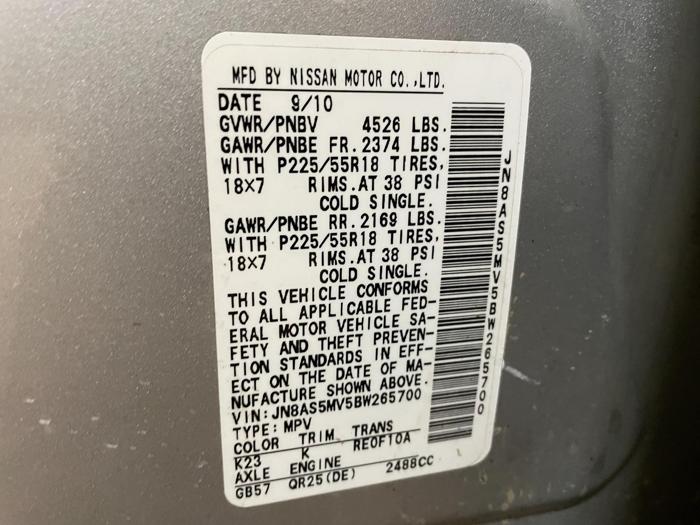 MFD BY NISSAN MOTOR CO.,LTD.
DATE 9/10
GVWR/PNBV 4526 LBS.
GAWR/PNBE FR. 2374 LBS.
WITH P225/55R18 TIRES,
18×7 RIMS. AT 38 PSI
COLD SINGLE.
GAWR/PNBE RR. 2169 LBS.
WITH P225/55R18 TIRES,
18×7 RIMS. AT 38 PSI
COLD SINGLE.
THIS VEHICLE CONFORMS
TO ALL APPLICABLE FED-
ERAL MOTOR VEHICLE SA-
FETY AND THEFT PREVEN-
TION STANDARDS IN EFF-
ECT ON THE DATE OF MA-
NUFACTURE SHOWN ABOVE.
VIN: JN8AS5MV5BW265700
TYPE: MPV
COLOR TRIM TRANS
K23 K RE0F10A
AXLE ENGINE
GB57 QR25(DE) 2488CC
JN8AS5MV5BW265700